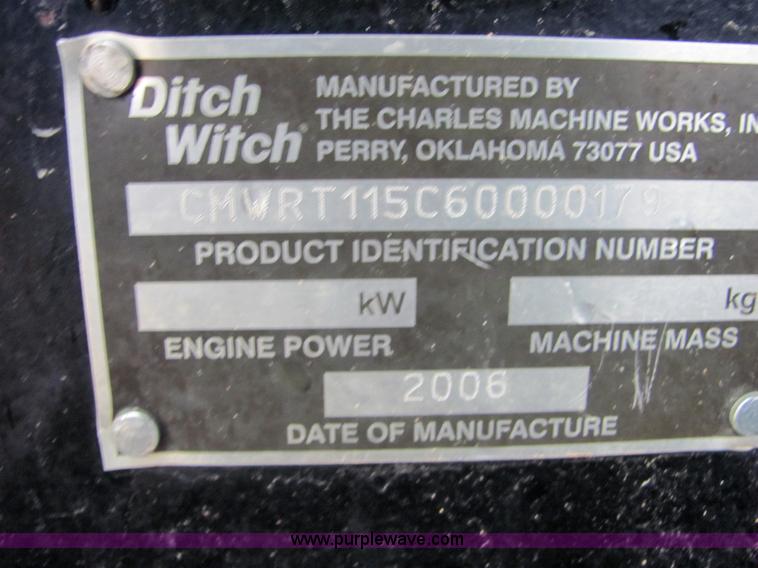 Ditch Witch®
MANUFACTURED BY
THE CHARLES MACHINE WORKS, IN
PERRY, OKLAHOMA 73077 USA
CMWRT115C60000179
PRODUCT IDENTIFICATION NUMBER
kW
kg
ENGINE POWER
MACHINE MASS
2006
DATE OF MANUFACTURE
www.purplewave.com